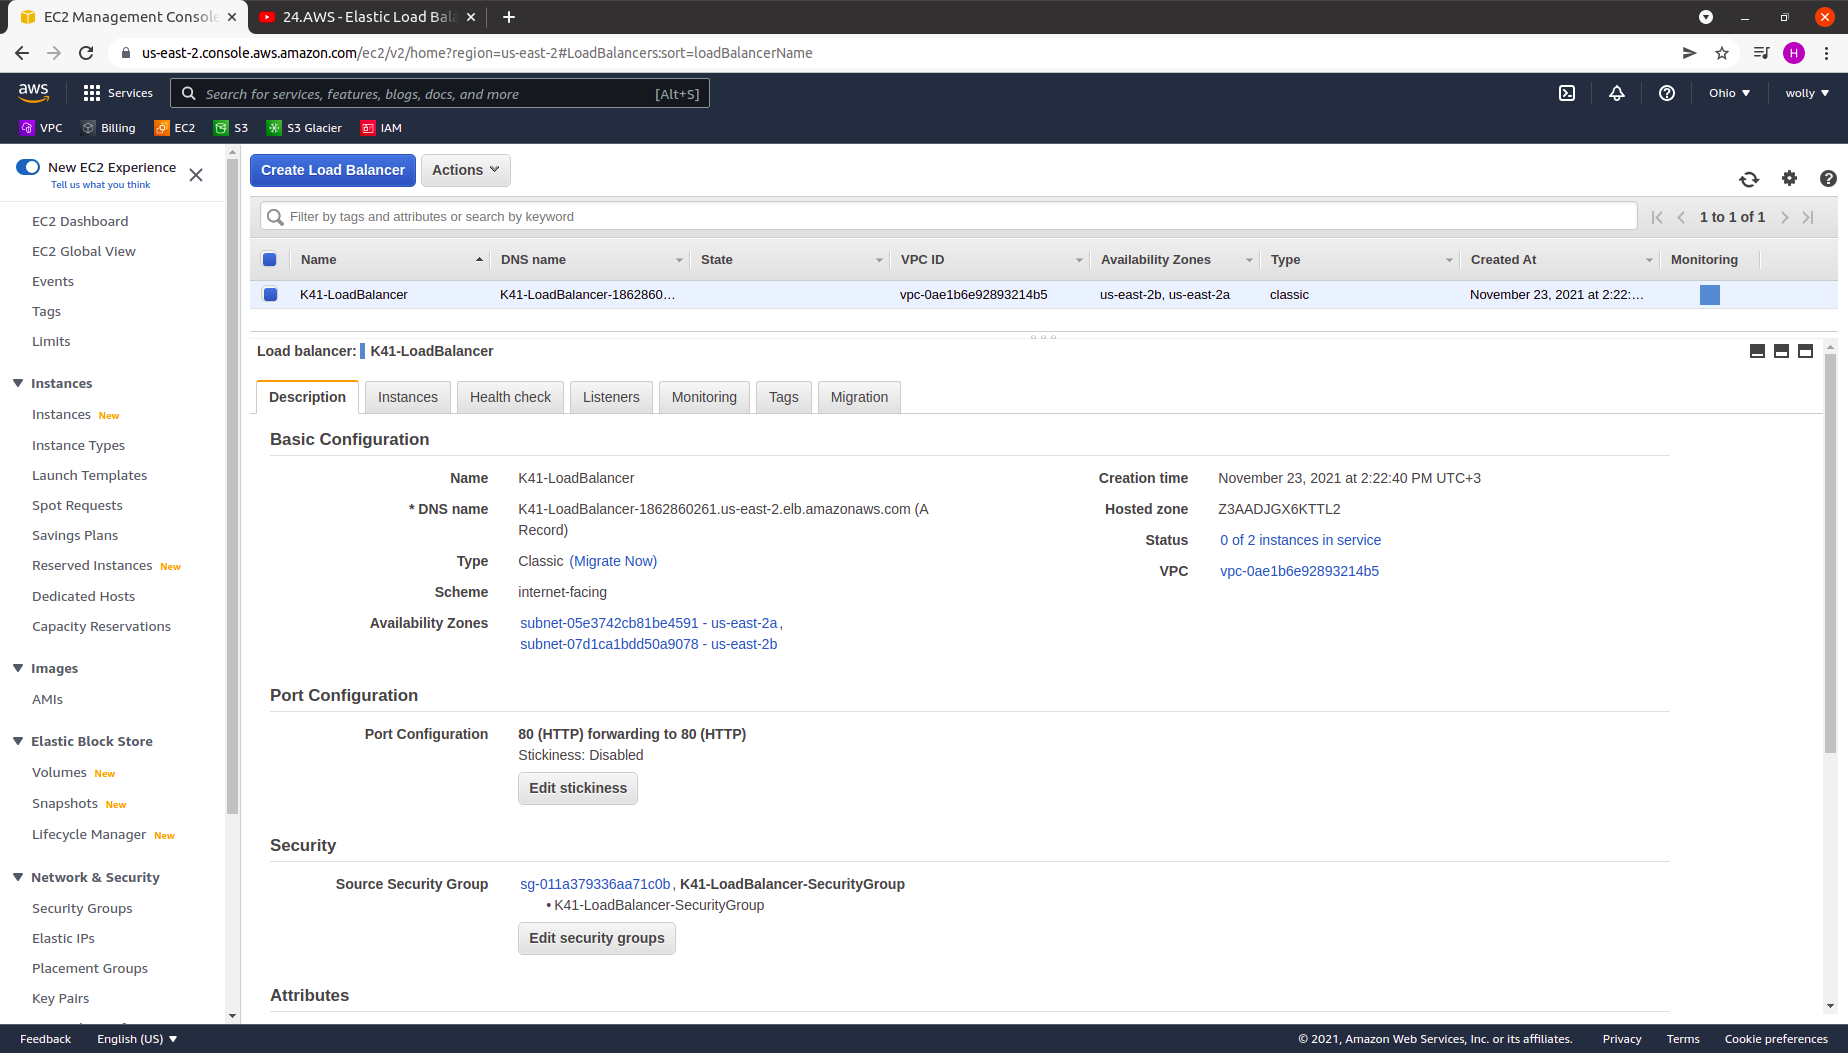 EC2 Management Console
24.AWS - Elastic Load Bala
us-east-2.console.aws.amazon.com/ec2/v2/home?region=us-east-2#LoadBalancers:sort=loadBalancerName
H
aws
Services
Search for services, features, blogs, docs, and more
[Alt+S]
Ohio
wolly
VPC
Billing
EC2
S3
S3 Glacier
IAM
New EC2 Experience
Tell us what you think
EC2 Dashboard
EC2 Global View
Events
Tags
Limits
Instances
Instances New
Instance Types
Launch Templates
Spot Requests
Savings Plans
Reserved Instances New
Dedicated Hosts
Capacity Reservations
Images
AMIs
Elastic Block Store
Volumes New
Snapshots New
Lifecycle Manager New
Network & Security
Security Groups
Elastic IPs
Placement Groups
Key Pairs
Create Load Balancer
Actions
Filter by tags and attributes or search by keyword
1 to 1 of 1
Name DNS name State VPC ID Availability Zones Type Created At Monitoring
K41-LoadBalancer K41-LoadBalancer-1862860… vpc-0ae1b6e92893214b5 us-east-2b, us-east-2a classic November 23, 2021 at 2:22:…
Load balancer: K41-LoadBalancer
Description Instances Health check Listeners Monitoring Tags Migration
Basic Configuration
Name K41-LoadBalancer
* DNS name K41-LoadBalancer-1862860261.us-east-2.elb.amazonaws.com (A
Record)
Type Classic (Migrate Now)
Scheme internet-facing
Availability Zones subnet-05e3742cb81be4591 - us-east-2a,
subnet-07d1ca1bdd50a9078 - us-east-2b
Creation time November 23, 2021 at 2:22:40 PM UTC+3
Hosted zone Z3AADJGX6KTTL2
Status 0 of 2 instances in service
VPC vpc-0ae1b6e92893214b5
Port Configuration
Port Configuration 80 (HTTP) forwarding to 80 (HTTP)
Stickiness: Disabled
Edit stickiness
Security
Source Security Group sg-011a379336aa71c0b, K41-LoadBalancer-SecurityGroup
• K41-LoadBalancer-SecurityGroup
Edit security groups
Attributes
Feedback
English (US)
© 2021, Amazon Web Services, Inc. or its affiliates.
Privacy
Terms
Cookie preferences